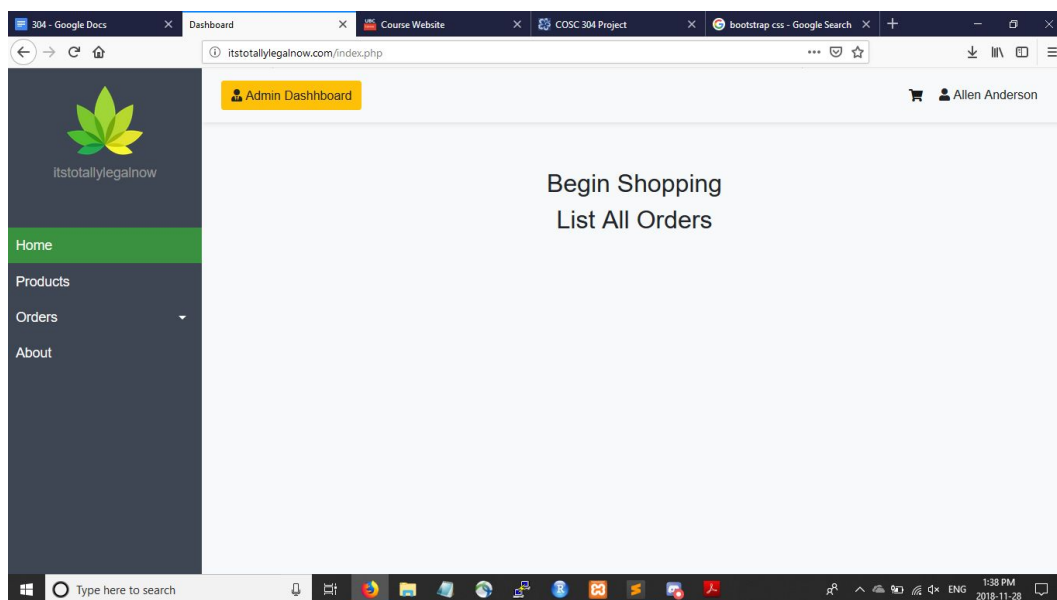 304 - Google Docs
Dashboard
Course Website
COSC 304 Project
bootstrap css - Google Search
itstotallylegalnow.com/index.php
Admin Dashhboard
Allen Anderson
itstotallylegalnow
Begin Shopping
List All Orders
Home
Products
Orders
About
Type here to search
ENG
1:38 PM
2018-11-28